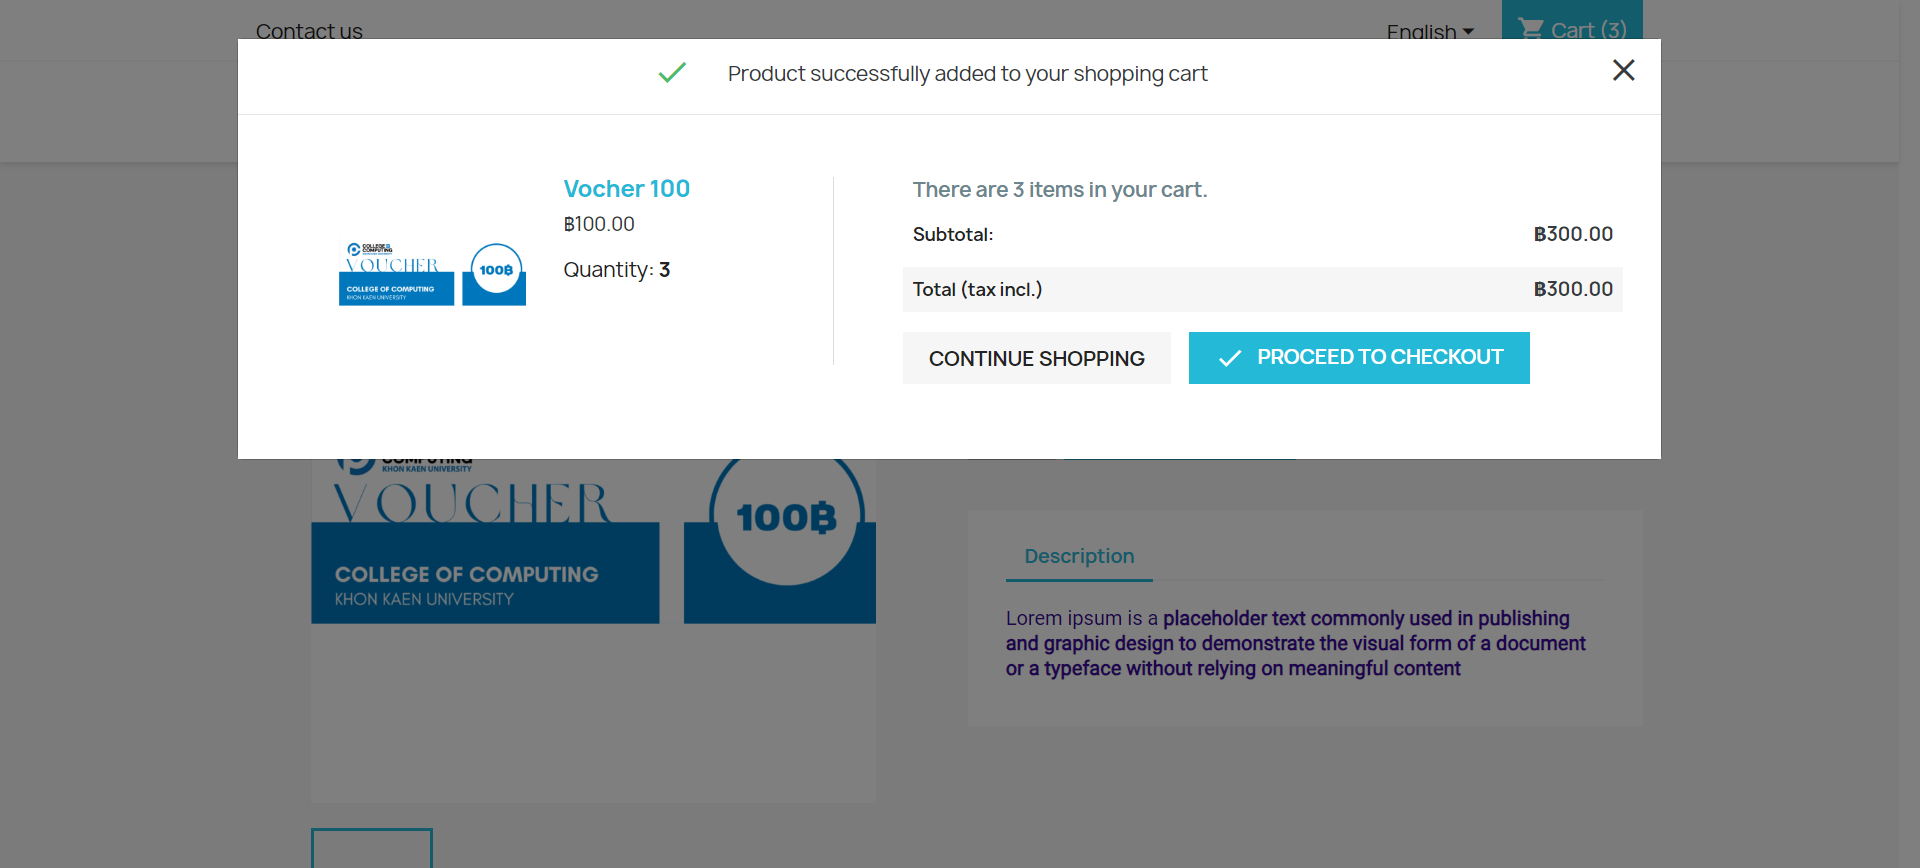 Contact us
English
Cart (3)
Product successfully added to your shopping cart
Vocher 100
฿100.00
Quantity: 3
COLLEGE OF
COMPUTING
KHON KAEN UNIVERSITY
VOUCHER
100฿
COLLEGE OF COMPUTING
KHON KAEN UNIVERSITY
There are 3 items in your cart.
Subtotal: ฿300.00
Total (tax incl.) ฿300.00
CONTINUE SHOPPING
PROCEED TO CHECKOUT
COMPUTING
KHON KAEN UNIVERSITY
VOUCHER
100฿
COLLEGE OF COMPUTING
KHON KAEN UNIVERSITY
Description
Lorem ipsum is a placeholder text commonly used in publishing
and graphic design to demonstrate the visual form of a document
or a typeface without relying on meaningful content